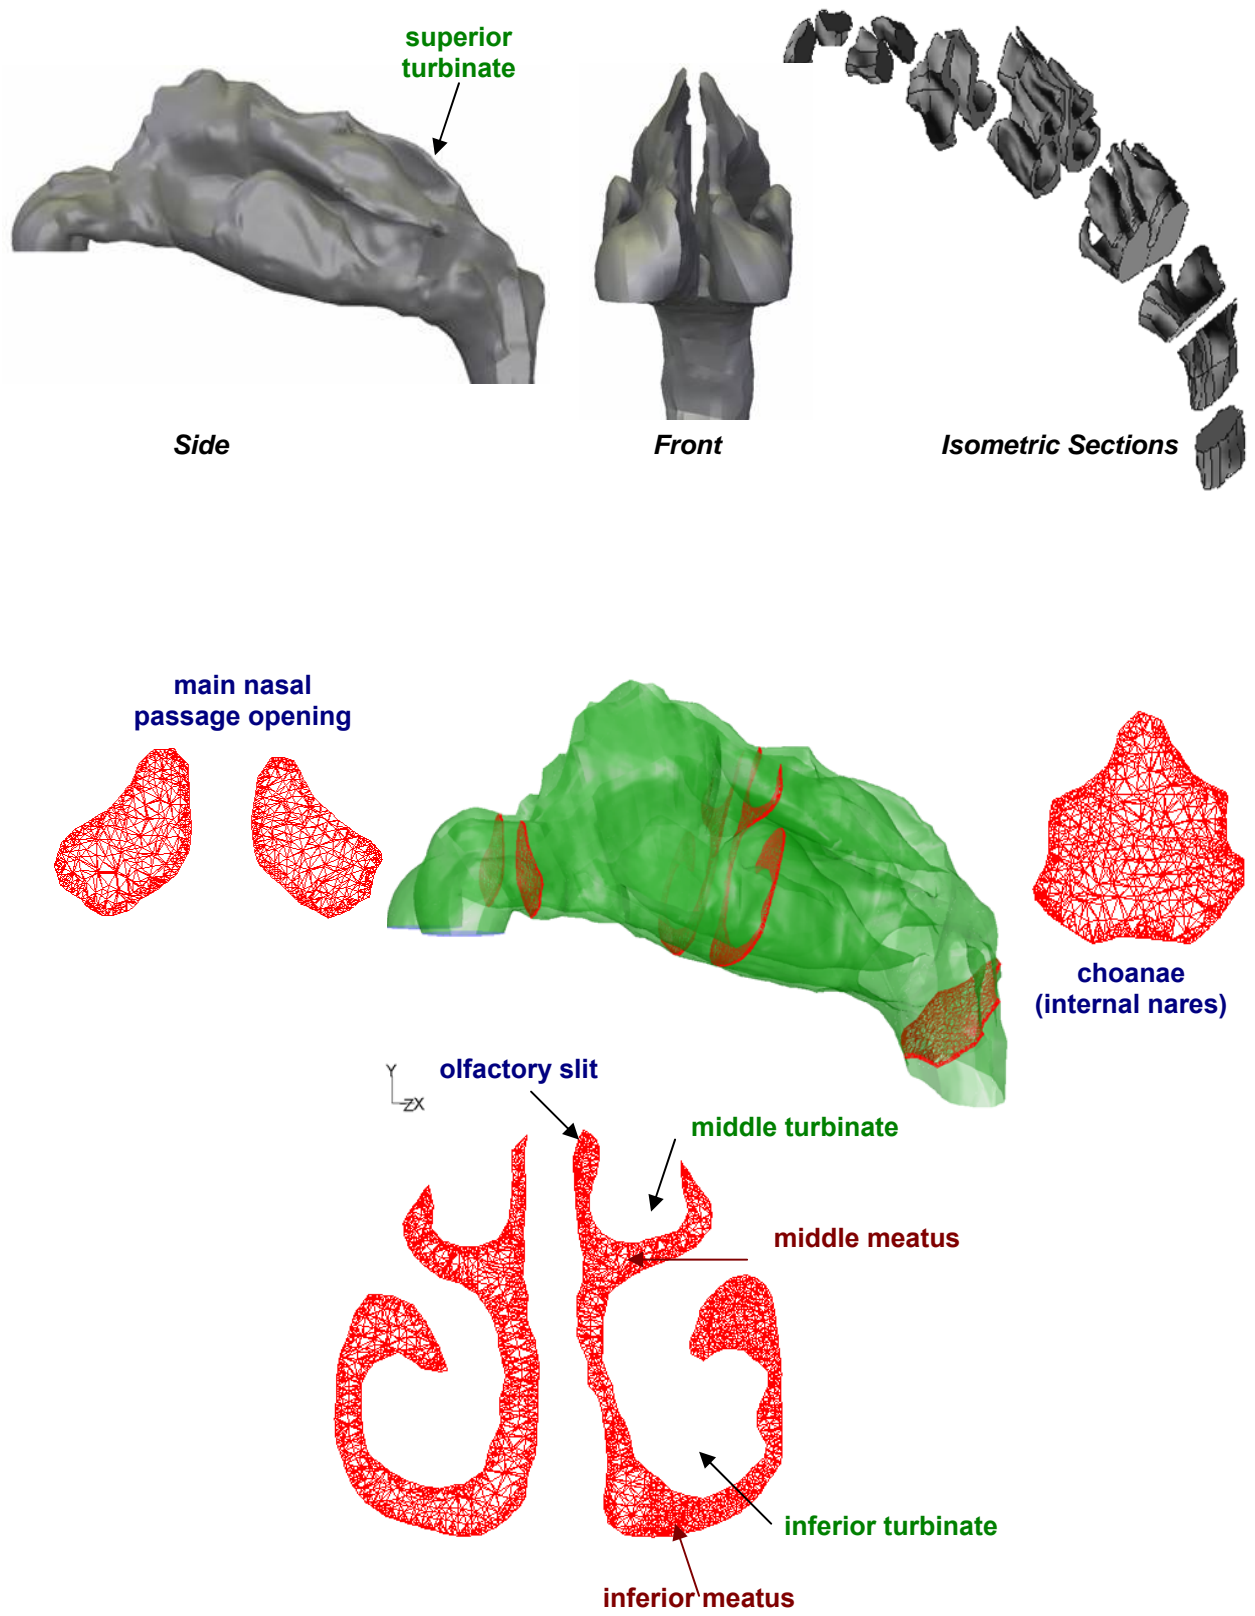 superior
turbinate
Side
Front
Isometric Sections
main nasal
passage opening
choanae
(internal nares)
Y
ZX
olfactory slit
middle turbinate
middle meatus
inferior turbinate
inferior meatus